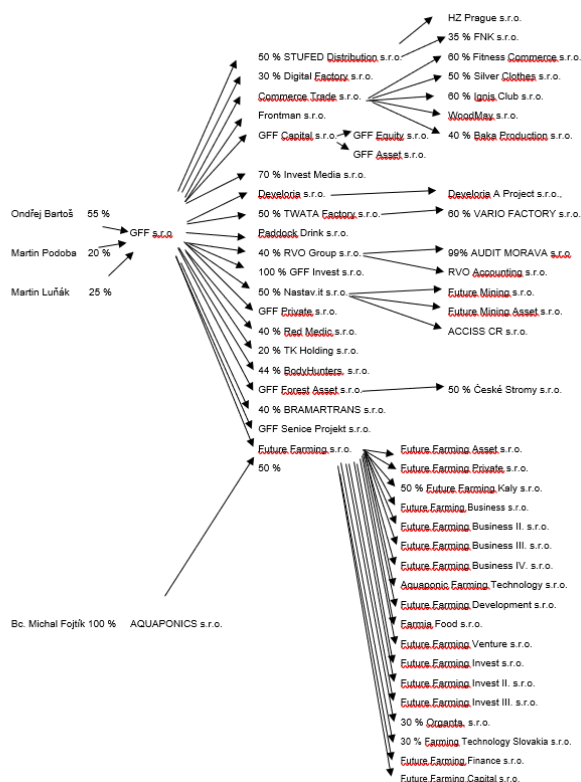 HZ Prague s.r.o.
35 % FNK s.r.o.
50 % STUFED Distribution s.r.o.
60 % Fitness Commerce s.r.o.
30 % Digital Factory s.r.o.
50 % Silver Clothes s.r.o.
Commerce Trade s.r.o.
60 % Ignis Club s.r.o.
Frontman s.r.o.
WoodMay s.r.o.
GFF Capital s.r.o.
GFF Equity s.r.o.
40 % Baka Production s.r.o.
GFF Asset s.r.o.
70 % Invest Media s.r.o.
Develoria s.r.o.
Develoria A Project s.r.o.,
Ondřej Bartoš 55 %
50 % TWATA Factory s.r.o.
60 % VARIO FACTORY s.r.o.
GFF s.r.o
Paddock Drink s.r.o.
Martin Podoba 20 %
40 % RVO Group s.r.o.
99% AUDIT MORAVA s.r.o
100 % GFF Invest s.r.o.
RVO Accounting s.r.o.
Martin Luňák 25 %
50 % Nastav.it s.r.o.
Future Mining s.r.o.
GFF Private s.r.o.
Future Mining Asset s.r.o.
40 % Red Medic s.r.o.
ACCISS CR s.r.o.
20 % TK Holding s.r.o.
44 % BodyHunters, s.r.o.
GFF Forest Asset s.r.o.
50 % České Stromy s.r.o.
40 % BRAMARTRANS s.r.o.
GFF Senice Projekt s.r.o.
Future Farming s.r.o.
Future Farming Asset s.r.o.
50 %
Future Farming Private s.r.o.
50 % Future Farming Kaly s.r.o.
Future Farming Business s.r.o.
Future Farming Business II. s.r.o.
Future Farming Business III. s.r.o.
Future Farming Business IV. s.r.o.
Aquaponic Farming Technology s.r.o.
Future Farming Development s.r.o.
Bc. Michal Fojtík 100 % AQUAPONICS s.r.o.
Farmia Food s.r.o.
Future Farming Venture s.r.o.
Future Farming Invest s.r.o.
Future Farming Invest II. s.r.o.
Future Farming Invest III. s.r.o.
30 % Organta, s.r.o.
30 % Farming Technology Slovakia s.r.o.
Future Farming Finance s.r.o.
Future Farming Capital s.r.o.